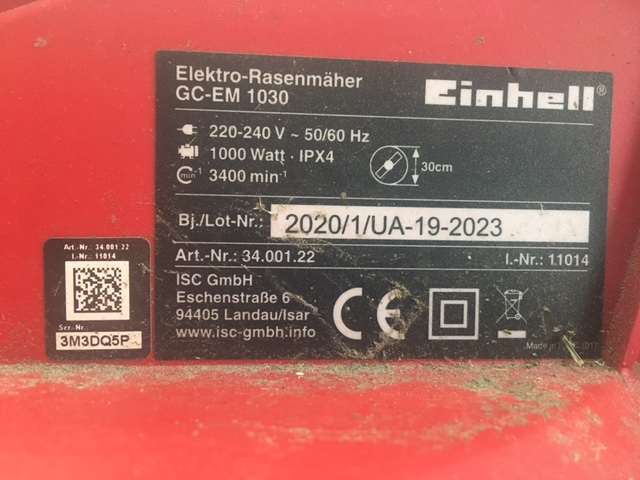 Elektro-Rasenmäher
GC-EM 1030
Einhell®
220-240 V ~ 50/60 Hz
1000 Watt · IPX4
30cm
min⁻¹ 3400 min⁻¹
Bj./Lot-Nr.: 2020/1/UA-19-2023
Art.-Nr.: 34.001.22 I.-Nr.: 11014
ISC GmbH
Eschenstraße 6
94405 Landau/Isar
www.isc-gmbh.info
CE
Made in
Art.-Nr.: 34.001.22
I.-Nr.: 11014
Ser.-Nr.:
3M3DQ5P